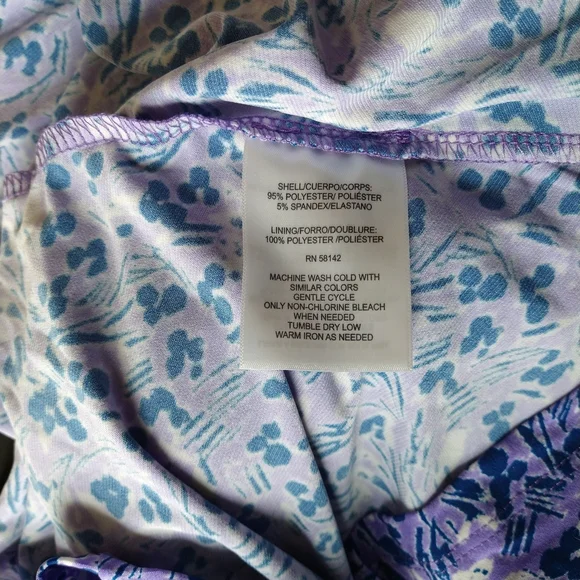 SHELL/CUERPO/CORPS:
95% POLYESTER/ POLIÉSTER
5% SPANDEX/ELASTANO
LINING/FORRO/DOUBLURE:
100% POLYESTER /POLIÉSTER
RN 58142
MACHINE WASH COLD WITH
SIMILAR COLORS
GENTLE CYCLE
ONLY NON-CHLORINE BLEACH
WHEN NEEDED
TUMBLE DRY LOW
WARM IRON AS NEEDED